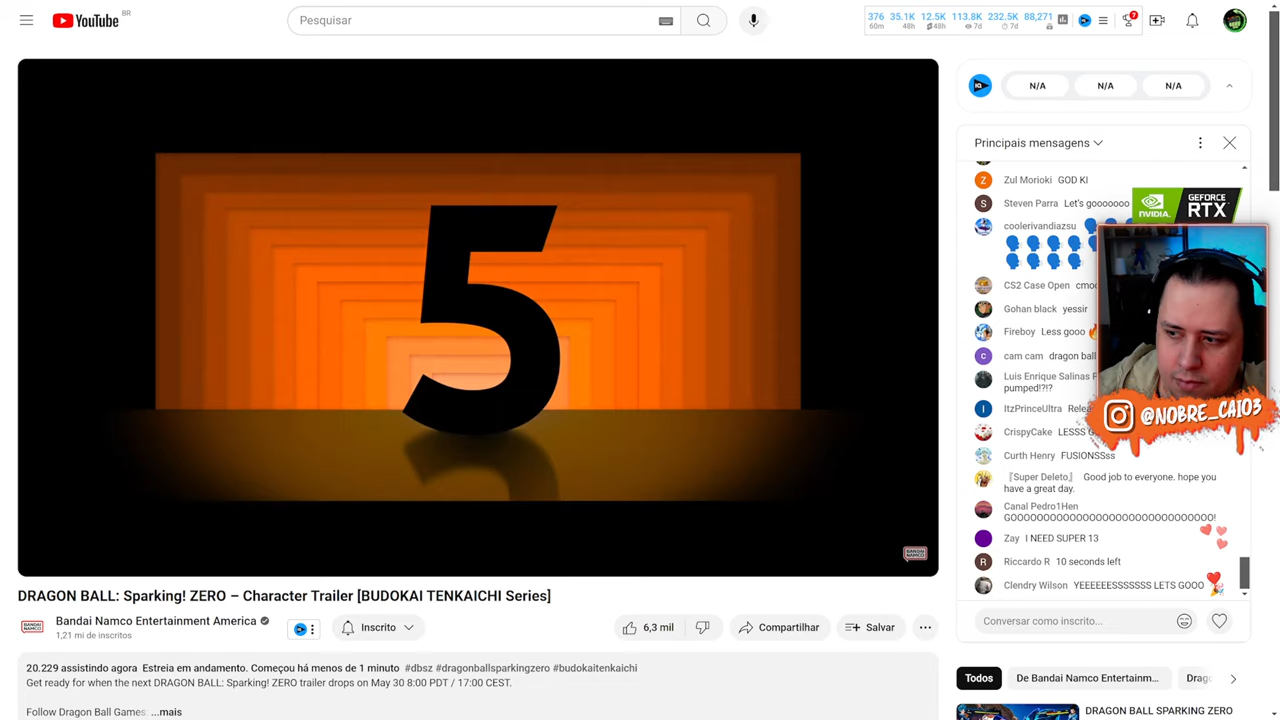 YouTube BR
Pesquisar
376 35.1K 12.5K 113.8K 232.5K 88,271
60m 48h 48h 7d 7d
7
5
BANDAI NAMCO
N/A N/A N/A
Principais mensagens
Z Zul Morioki GOD KI
S Steven Parra Let's gooooooo
coolerivandiazsu
CS2 Case Open
Gohan black yessir
Fireboy Less gooo
c cam cam dragon ball
Luis Enrique Salinas
pumped!?!?
I ItzPrinceUltra
CrispyCake LESSS
Curth Henry FUSIONSSss
『Super Deleto』 Good job to everyone. hope you
have a great day.
Canal Pedro1Hen
GOOOOOOOOOOOOOOOOOOOOOOOOOOOOO!
Zay I NEED SUPER 13
R Riccardo R 10 seconds left
Clendry Wilson YEEEEEESSSSSSS LETS GOOO
Conversar como inscrito...
NVIDIA. GEFORCE
RTX
@NOBRE_CAIO3
DRAGON BALL: Sparking! ZERO – Character Trailer [BUDOKAI TENKAICHI Series]
Bandai Namco Entertainment America
1,21 mi de inscritos
Inscrito
6,3 mil
Compartilhar
Salvar
20.229 assistindo agora Estreia em andamento. Começou há menos de 1 minuto #dbsz #dragonballsparkingzero #budokaitenkaichi
Get ready for when the next DRAGON BALL: Sparking! ZERO trailer drops on May 30 8:00 PDT / 17:00 CEST.
Follow Dragon Ball Games ...mais
Todos De Bandai Namco Entertainm...
DRAGON BALL SPARKING ZERO